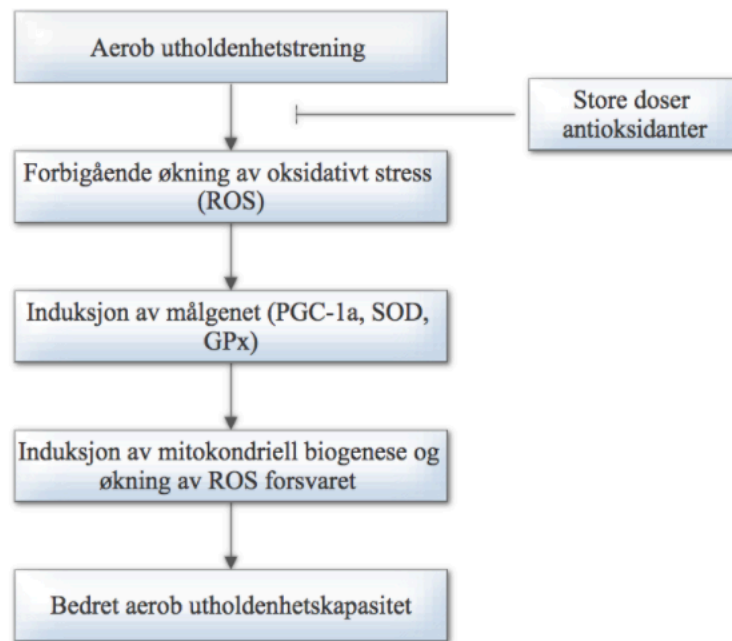 Aerob utholdenhetstrening
Store doser
antioksidanter
Forbigående økning av oksidativt stress
(ROS)
Induksjon av målgenet (PGC-1a, SOD,
GPx)
Induksjon av mitokondriell biogenese og
økning av ROS forsvaret
Bedret aerob utholdenhetskapasitet